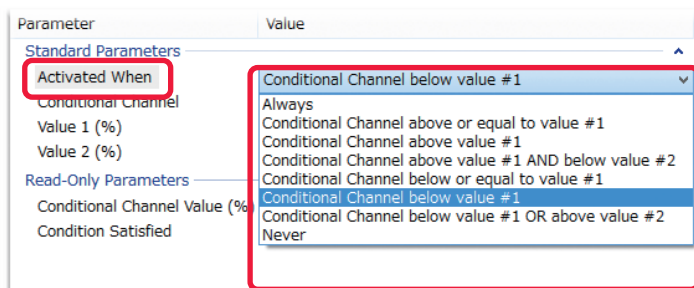 Parameter Value
Standard Parameters
Activated When Conditional Channel below value #1
Conditional Channel Always
Conditional Channel above or equal to value #1
Value 1 (%) Conditional Channel above value #1
Value 2 (%) Conditional Channel above value #1 AND below value #2
Read-Only Parameters Conditional Channel below or equal to value #1
Conditional Channel Value (% Conditional Channel below value #1
Conditional Channel below value #1 OR above value #2
Condition Satisfied Never